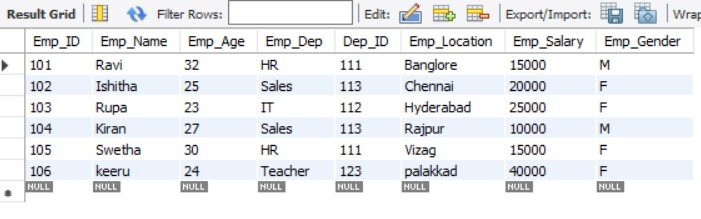 Result Grid Filter Rows: Edit: Export/Import: Wrap
Emp_ID Emp_Name Emp_Age Emp_Dep Dep_ID Emp_Location Emp_Salary Emp_Gender
101 Ravi 32 HR 111 Banglore 15000 M
102 Ishitha 25 Sales 113 Chennai 20000 F
103 Rupa 23 IT 112 Hyderabad 25000 F
104 Kiran 27 Sales 113 Rajpur 10000 M
105 Swetha 30 HR 111 Vizag 15000 F
106 keeru 24 Teacher 123 palakkad 40000 F
NULL NULL NULL NULL NULL NULL NULL NULL